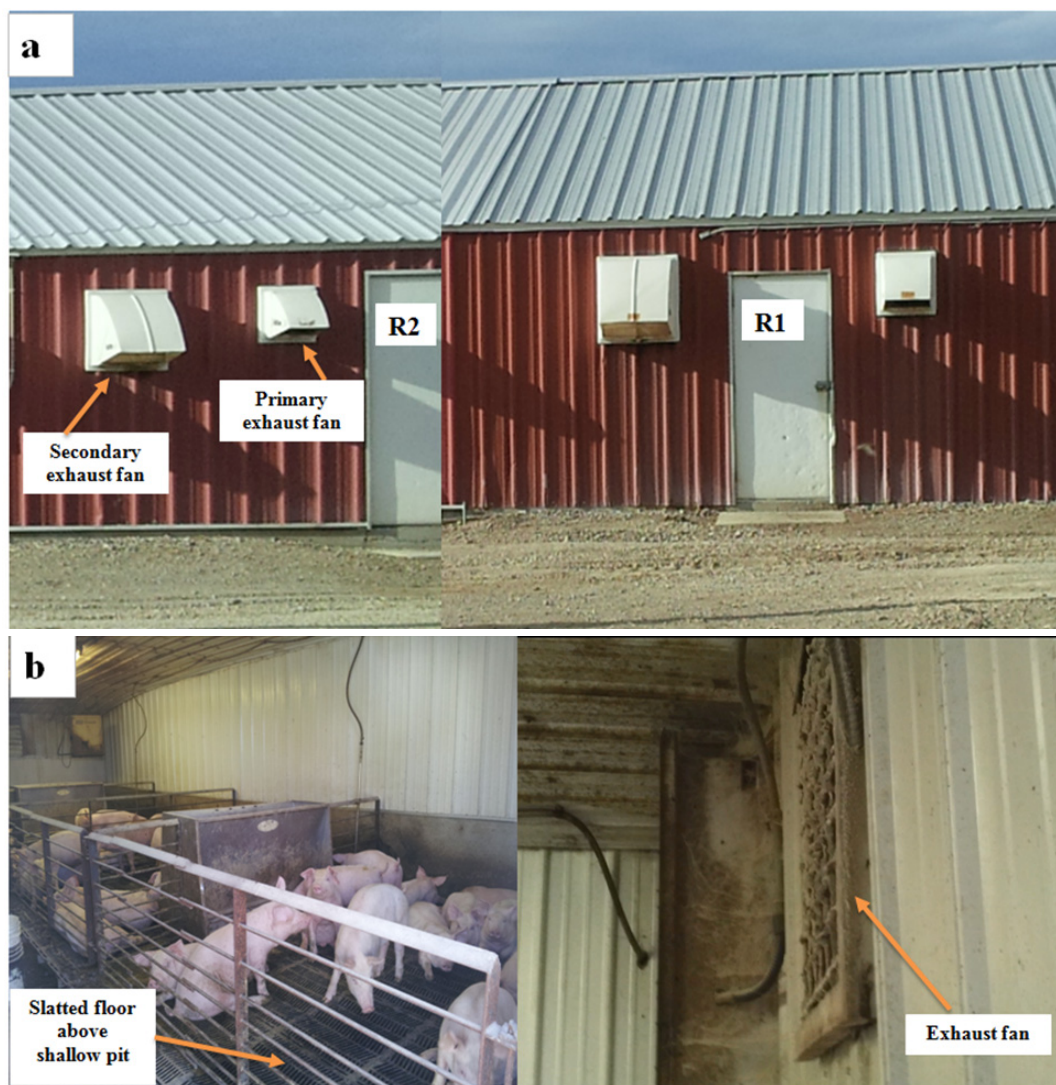 a
R2
R1
Primary
exhaust fan
Secondary
exhaust fan
b
Slatted floor
above
shallow pit
Exhaust fan